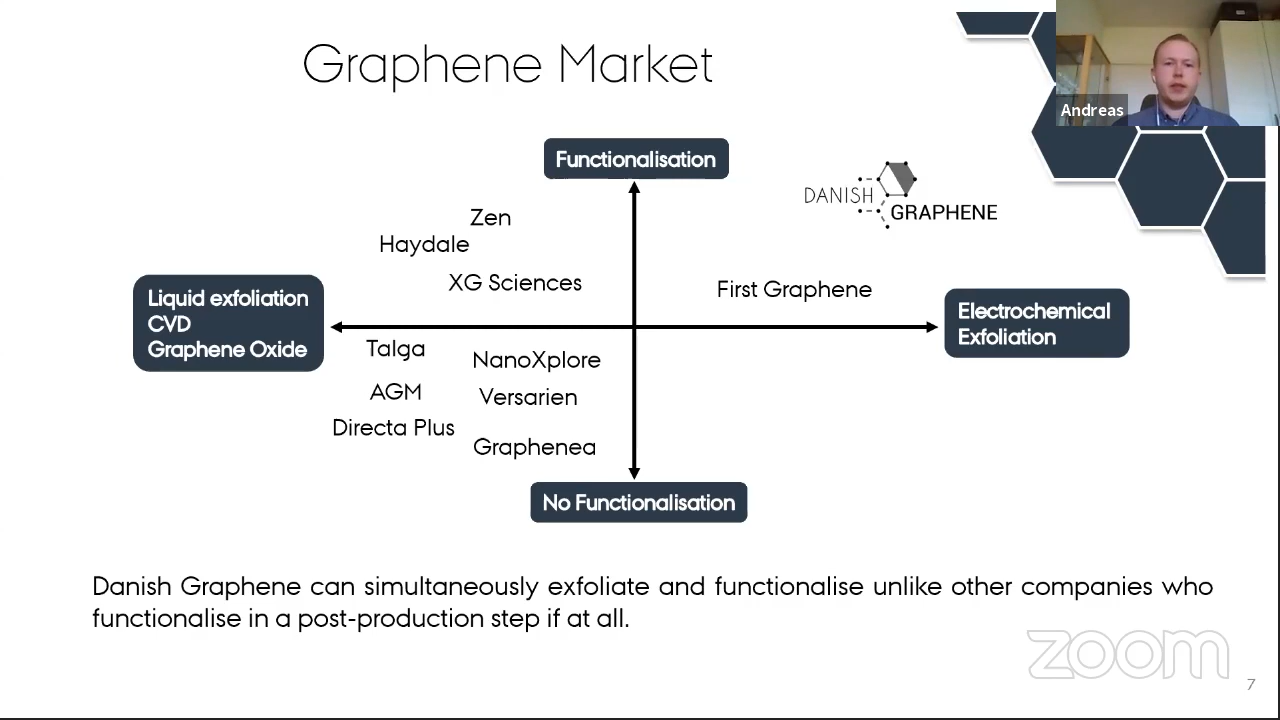 Graphene Market
Andreas
Functionalisation
DANISH
GRAPHENE
Zen
Haydale
XG Sciences
First Graphene
Liquid exfoliation
CVD
Graphene Oxide
Electrochemical
Exfoliation
Talga
NanoXplore
AGM
Versarien
Directa Plus
Graphenea
No Functionalisation
Danish Graphene can simultaneously exfoliate and functionalise unlike other companies who
functionalise in a post-production step if at all.
zoom
7